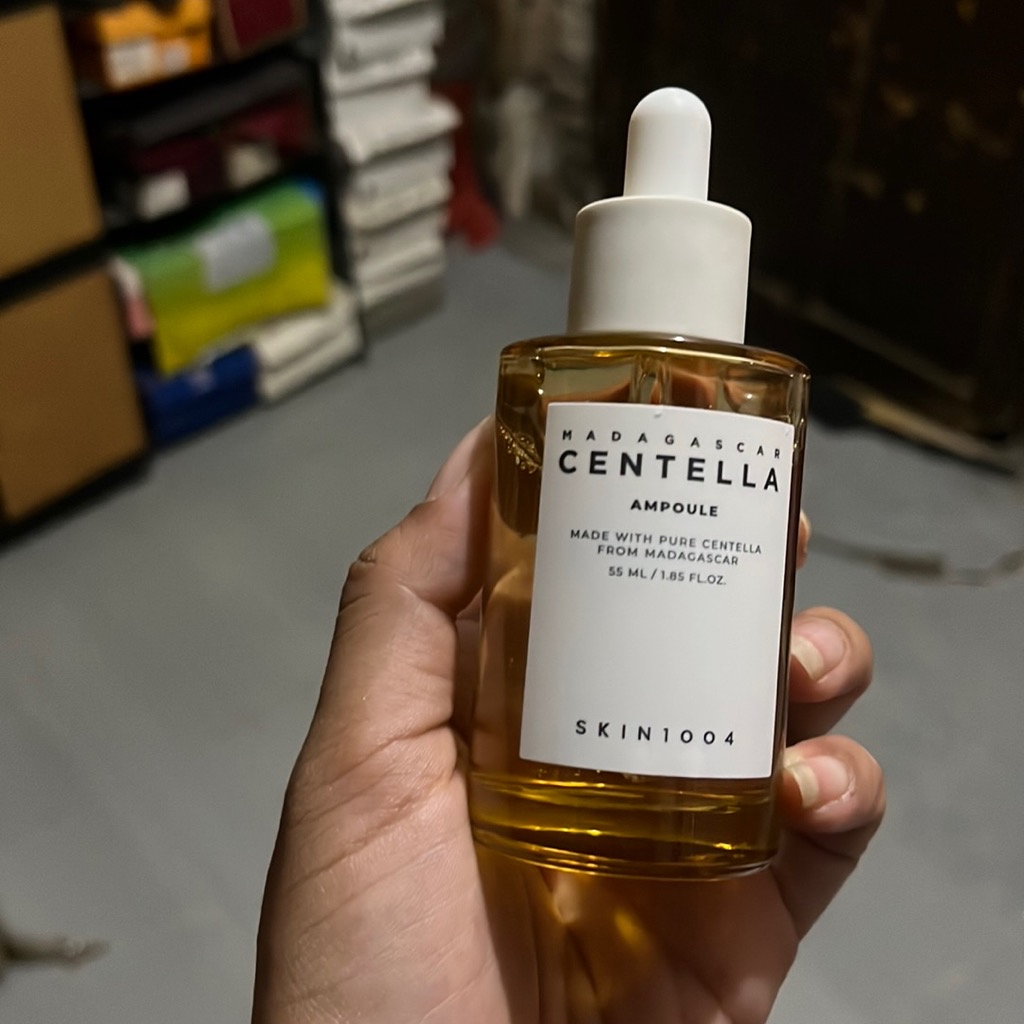 MADAGASCAR
CENTELLA
AMPOULE
MADE WITH PURE CENTELLA
FROM MADAGASCAR
55 ML / 1.85 FL.OZ.
SKIN1004